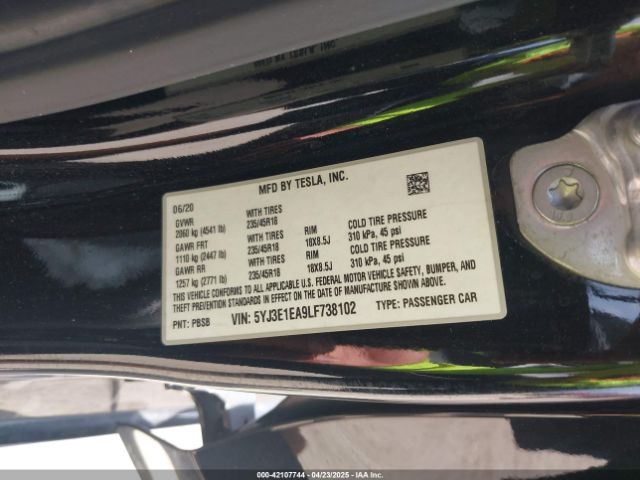 MFD BY TESLA, INC.
06/20
GVWR WITH TIRES
2060 kg (4541 lb) 235/45R18 RIM COLD TIRE PRESSURE
GAWR FRT WITH TIRES 18X8.5J 310 kPa, 45 psi
1110 kg (2447 lb) 235/45R18 RIM COLD TIRE PRESSURE
GAWR RR WITH TIRES 18X8.5J 310 kPa, 45 psi
1257 kg (2771 lb) 235/45R18
THIS VEHICLE CONFORMS TO ALL APPLICABLE U.S. FEDERAL MOTOR VEHICLE SAFETY, BUMPER, AND
THEFT PREVENTION STANDARDS IN EFFECT ON THE DATE OF MANUFACTURE SHOWN ABOVE.
PNT: PBSB VIN: 5YJ3E1EA9LF738102 TYPE: PASSENGER CAR
000-42107744 - 04/23/2025 - IAAI.COM